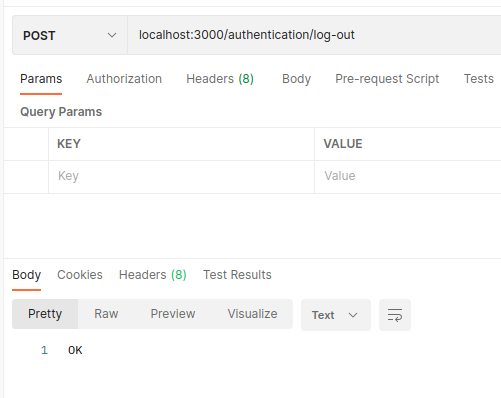 POST localhost:3000/authentication/log-out
Params Authorization Headers (8) Body Pre-request Script Tests
Query Params
KEY VALUE
Key Value
Body Cookies Headers (8) Test Results
Pretty Raw Preview Visualize Text
1 OK